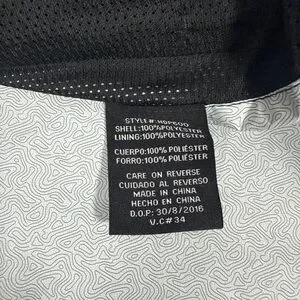 STYLE#:HSP600
SHELL:100%POLYESTER
LINING:100%POLYESTER
CUERPO:100% POLIÉSTER
FORRO:100% POLIÉSTER
CARE ON REVERSE
CUIDADO AL REVERSO
MADE IN CHINA
HECHO EN CHINA
D.O.P: 30/8/2016
V.C#34